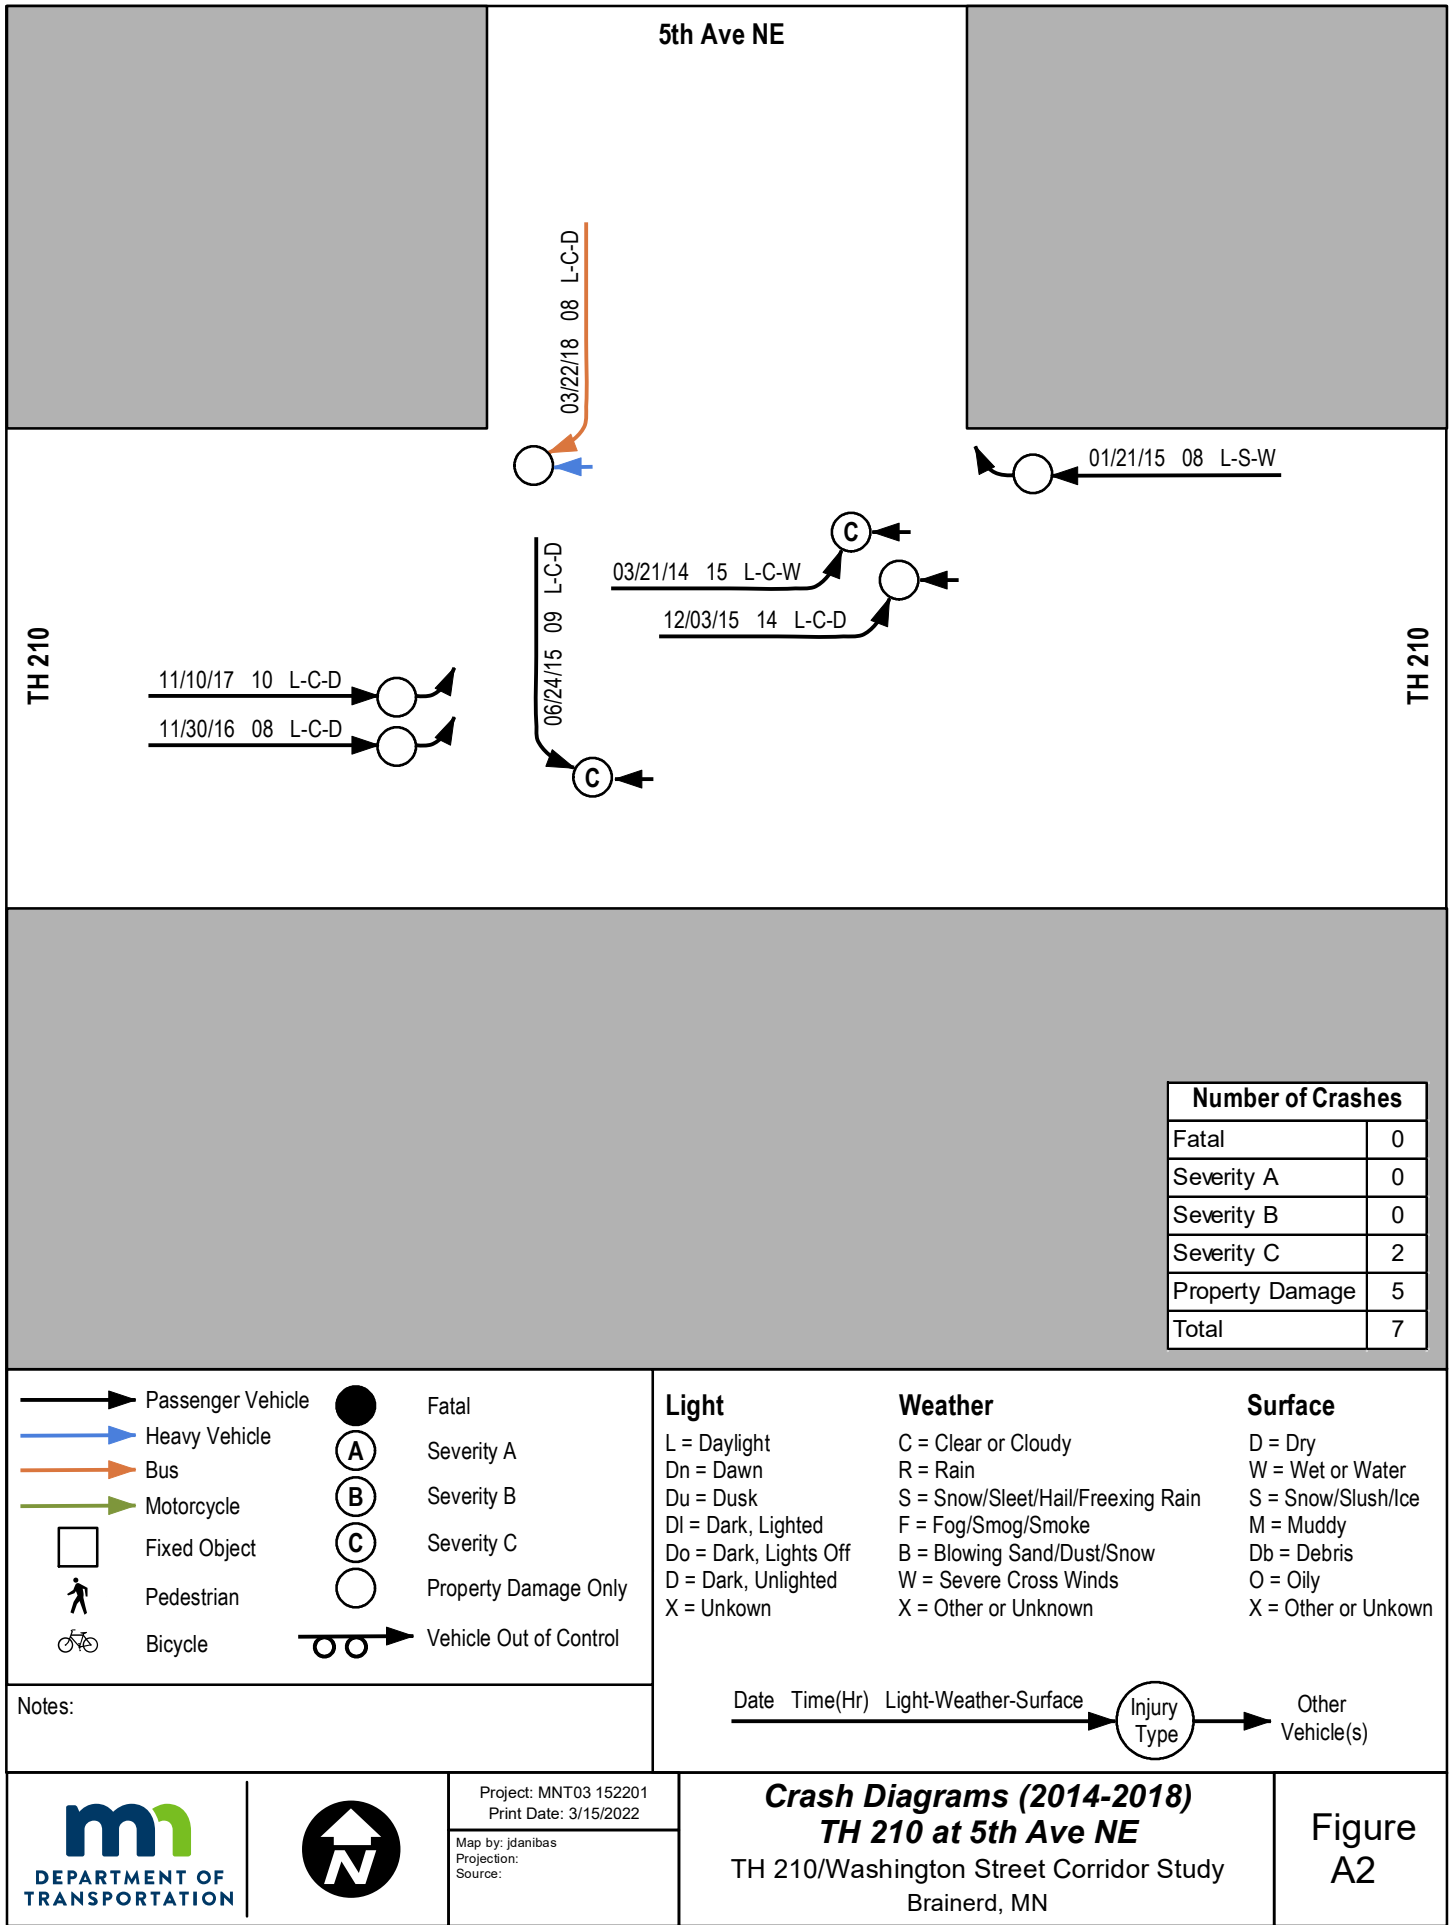 5th Ave NE
03/22/18 08 L-C-D
01/21/15 08 L-S-W
C
03/21/14 15 L-C-W
12/03/15 14 L-C-D
06/24/15 09 L-C-D
C
TH 210
TH 210
11/10/17 10 L-C-D
11/30/16 08 L-C-D
Number of Crashes
Fatal 0
Severity A 0
Severity B 0
Severity C 2
Property Damage 5
Total 7
Passenger Vehicle
Heavy Vehicle
Bus
Motorcycle
Fixed Object
Pedestrian
Bicycle
Fatal
A Severity A
B Severity B
C Severity C
Property Damage Only
Vehicle Out of Control
Light
L = Daylight
Dn = Dawn
Du = Dusk
Dl = Dark, Lighted
Do = Dark, Lights Off
D = Dark, Unlighted
X = Unkown
Weather
C = Clear or Cloudy
R = Rain
S = Snow/Sleet/Hail/Freexing Rain
F = Fog/Smog/Smoke
B = Blowing Sand/Dust/Snow
W = Severe Cross Winds
X = Other or Unknown
Surface
D = Dry
W = Wet or Water
S = Snow/Slush/Ice
M = Muddy
Db = Debris
O = Oily
X = Other or Unkown
Notes:
Date Time(Hr) Light-Weather-Surface
Injury
Type
Other
Vehicle(s)
mn
DEPARTMENT OF
TRANSPORTATION
N
Project: MNT03 152201
Print Date: 3/15/2022
Map by: jdanibas
Projection:
Source:
Crash Diagrams (2014-2018)
TH 210 at 5th Ave NE
TH 210/Washington Street Corridor Study
Brainerd, MN
Figure
A2